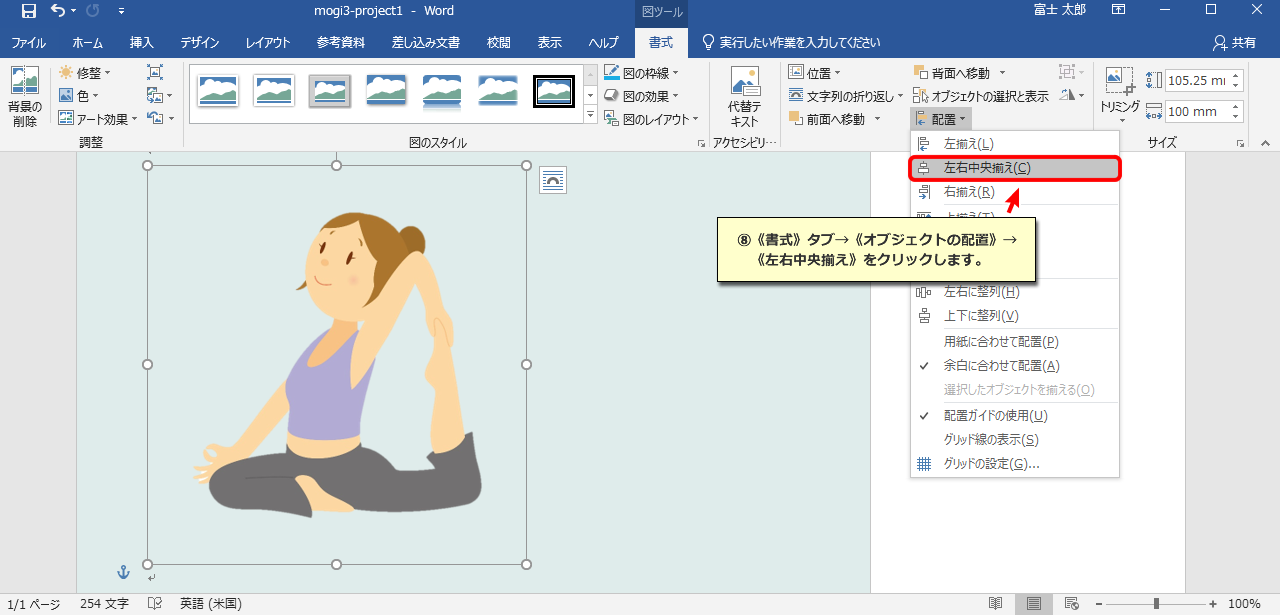 mogi3-project1 - Word
図ツール
富士 太郎
ファイル ホーム 挿入 デザイン レイアウト 参考資料 差し込み文書 校閲 表示 ヘルプ 書式 実行したい作業を入力してください 共有
背景の
削除
修整
色
アート効果
調整
図のスタイル
図の枠線
図の効果
図のレイアウト
代替テ
キスト
アクセシビリ…
位置
文字列の折り返し
前面へ移動
背面へ移動
オブジェクトの選択と表示
配置
トリミング
105.25 mm
100 mm
サイズ
左揃え(L)
左右中央揃え(C)
右揃え(R)
上揃え(T)
⑧《書式》タブ→《オブジェクトの配置》→
《左右中央揃え》をクリックします。
左右に整列(H)
上下に整列(V)
用紙に合わせて配置(P)
余白に合わせて配置(A)
選択したオブジェクトを揃える(O)
配置ガイドの使用(U)
グリッド線の表示(S)
グリッドの設定(G)...
1/1 ページ 254 文字 英語 (米国) 100%